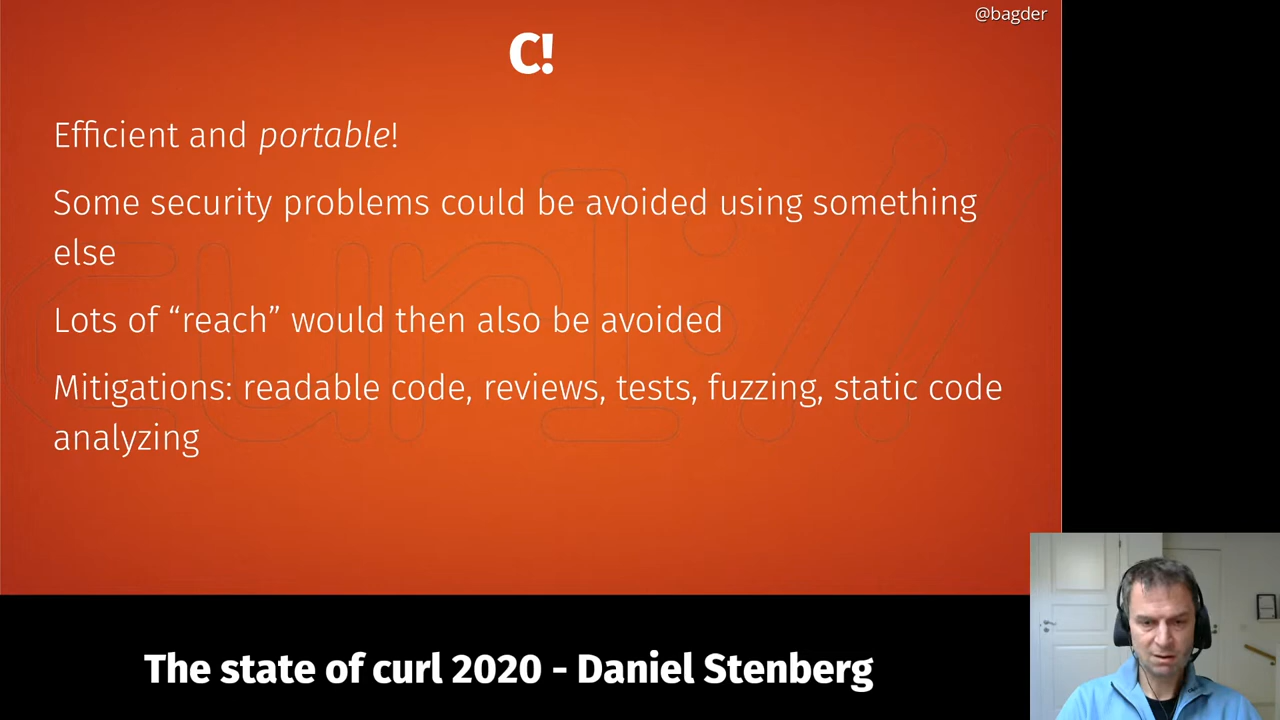 @bagder
C!
Efficient and portable!
Some security problems could be avoided using something
else
Lots of “reach” would then also be avoided
Mitigations: readable code, reviews, tests, fuzzing, static code
analyzing
curl://
The state of curl 2020 - Daniel Stenberg